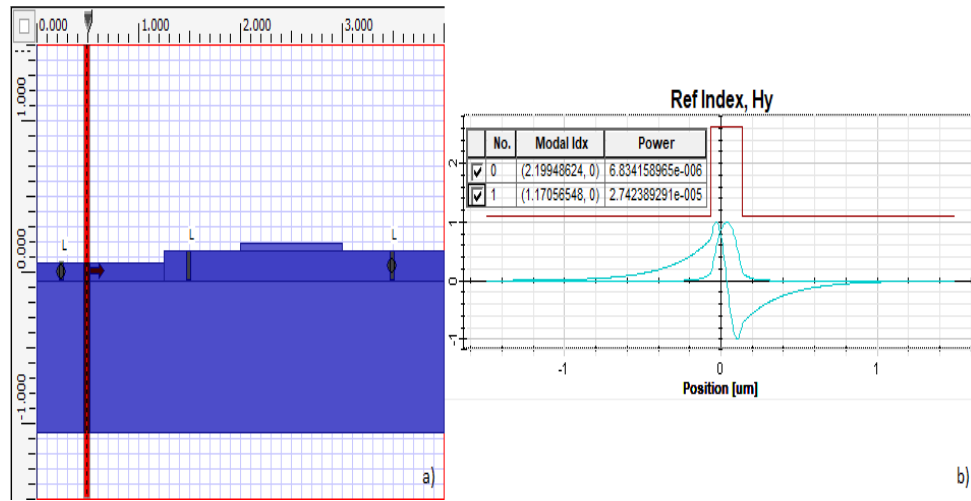 0.000 1.000 2.000 3.000
1.000
0.000
-1.000
L L L
a)
Ref Index, Hy
No. Modal Idx Power
0 (2.19948624, 0) 6.834158965e-006
1 (1.17056548, 0) 2.742389291e-005
2
1
0
-1
-1 0 1
Position [um]
b)